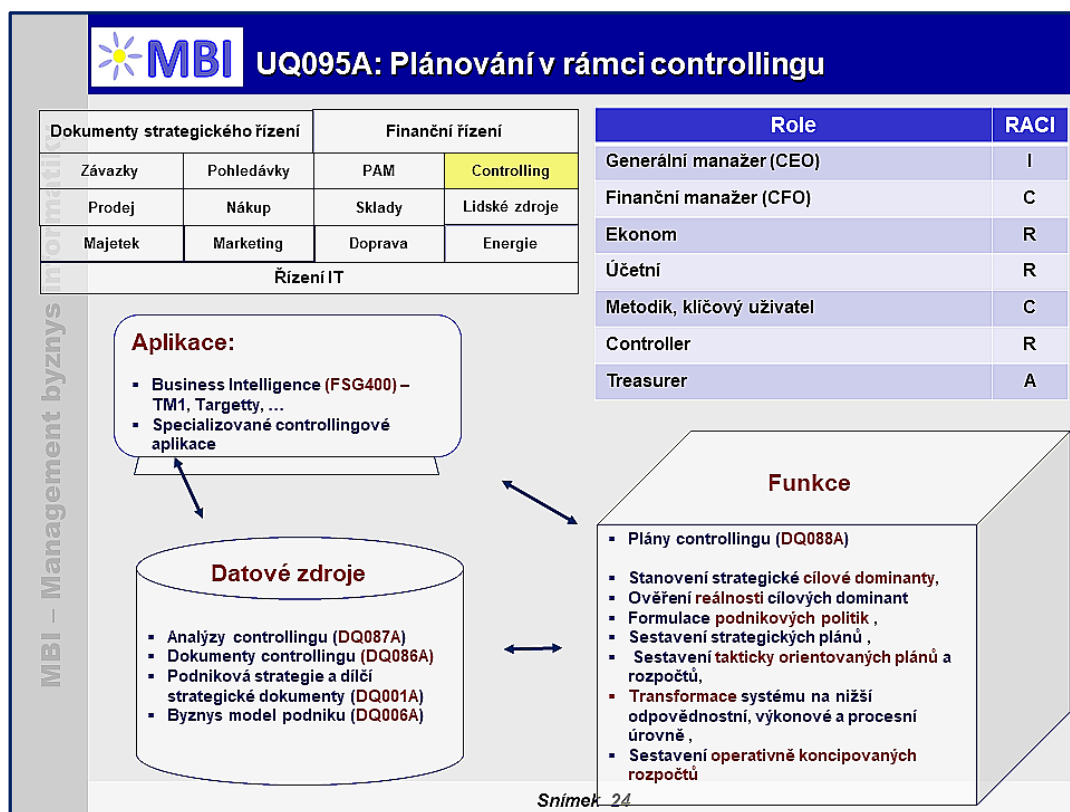 MBI
UQ095A: Plánování v rámci controllingu
MBI – Management byznys informatiky
Dokumenty strategického řízení Finanční řízení
Závazky Pohledávky PAM Controlling
Prodej Nákup Sklady Lidské zdroje
Majetek Marketing Doprava Energie
Řízení IT
Role RACI
Generální manažer (CEO) I
Finanční manažer (CFO) C
Ekonom R
Účetní R
Metodik, klíčový uživatel C
Controller R
Treasurer A
Aplikace:
▪ Business Intelligence (FSG400) –
TM1, Targetty, …
▪ Specializované controllingové
aplikace
Datové zdroje
▪ Analýzy controllingu (DQ087A)
▪ Dokumenty controllingu (DQ086A)
▪ Podniková strategie a dílčí
strategické dokumenty (DQ001A)
▪ Byznys model podniku (DQ006A)
Funkce
▪ Plány controllingu (DQ088A)
▪ Stanovení strategické cílové dominanty,
▪ Ověření reálnosti cílových dominant
▪ Formulace podnikových politik ,
▪ Sestavení strategických plánů ,
▪ Sestavení takticky orientovaných plánů a
rozpočtů,
▪ Transformace systému na nižší
odpovědnostní, výkonové a procesní
úrovně ,
▪ Sestavení operativně koncipovaných
rozpočtů
Snímek 24